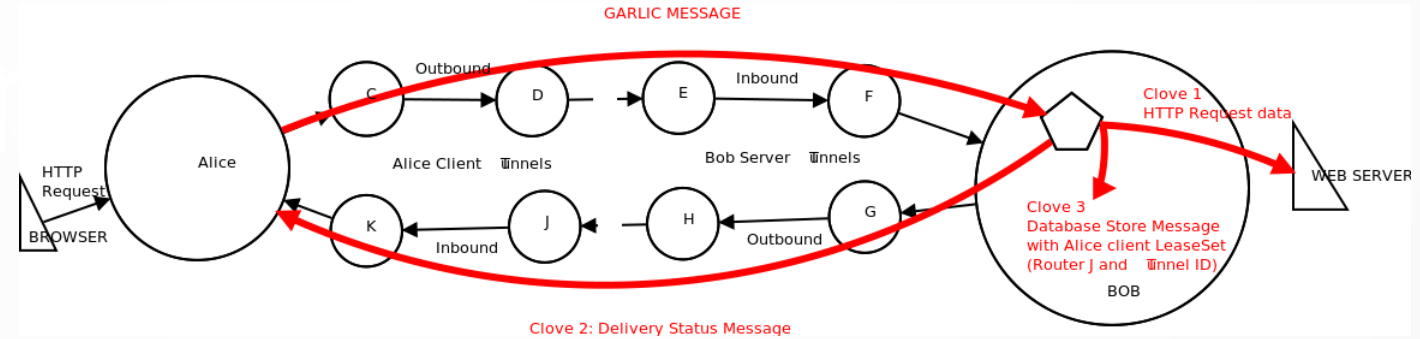 GARLIC MESSAGE
Outbound
Inbound
C
D
E
F
Clove 1
HTTP Request data
Alice
Alice Client Tunnels
Bob Server Tunnels
HTTP
Request
WEB SERVER
BROWSER
K
J
H
G
Inbound
Outbound
Clove 3
Database Store Message
with Alice client LeaseSet
(Router J and Tunnel ID)
BOB
Clove 2: Delivery Status Message